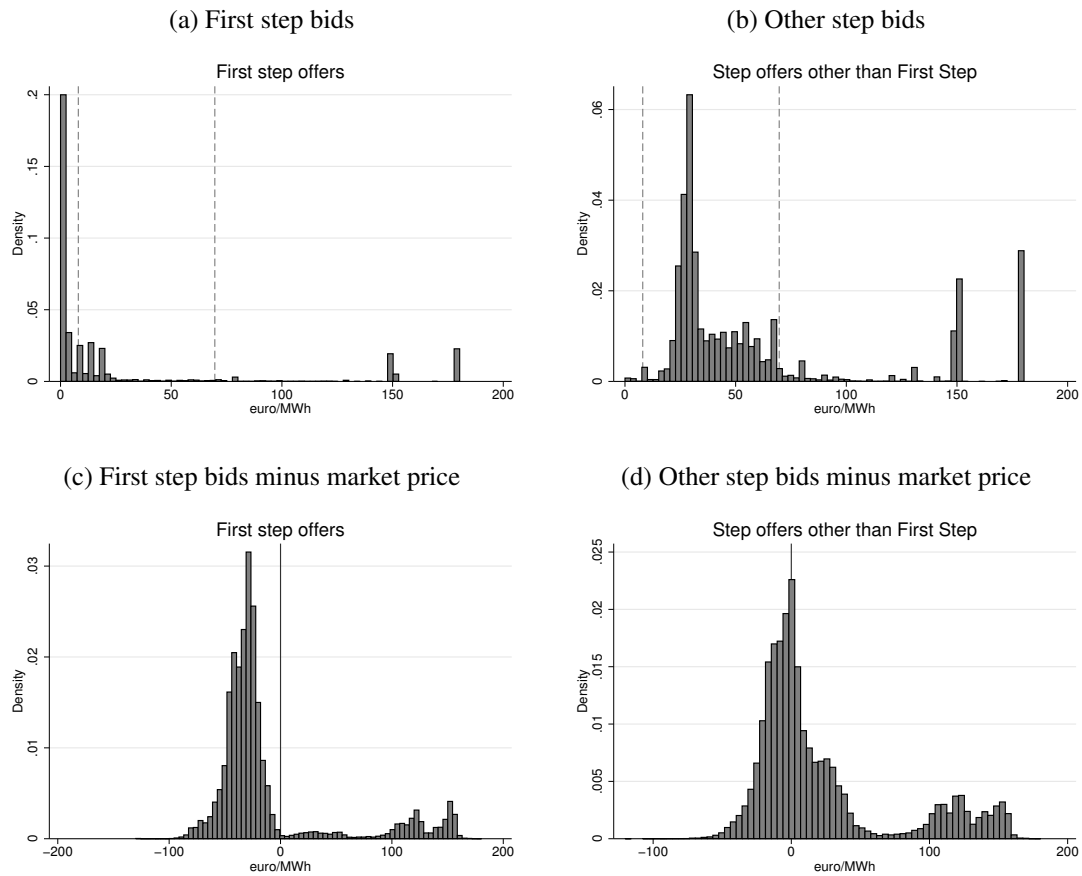 (a) First step bids
First step offers
Density
.2
.15
.1
.05
0
0 50 100 150 200
euro/MWh
(b) Other step bids
Step offers other than First Step
Density
.06
.04
.02
0
0 50 100 150 200
euro/MWh
(c) First step bids minus market price
First step offers
Density
.03
.02
.01
0
−200 −100 0 100 200
euro/MWh
(d) Other step bids minus market price
Step offers other than First Step
Density
.025
.02
.015
.01
.005
0
−100 0 100 200
euro/MWh